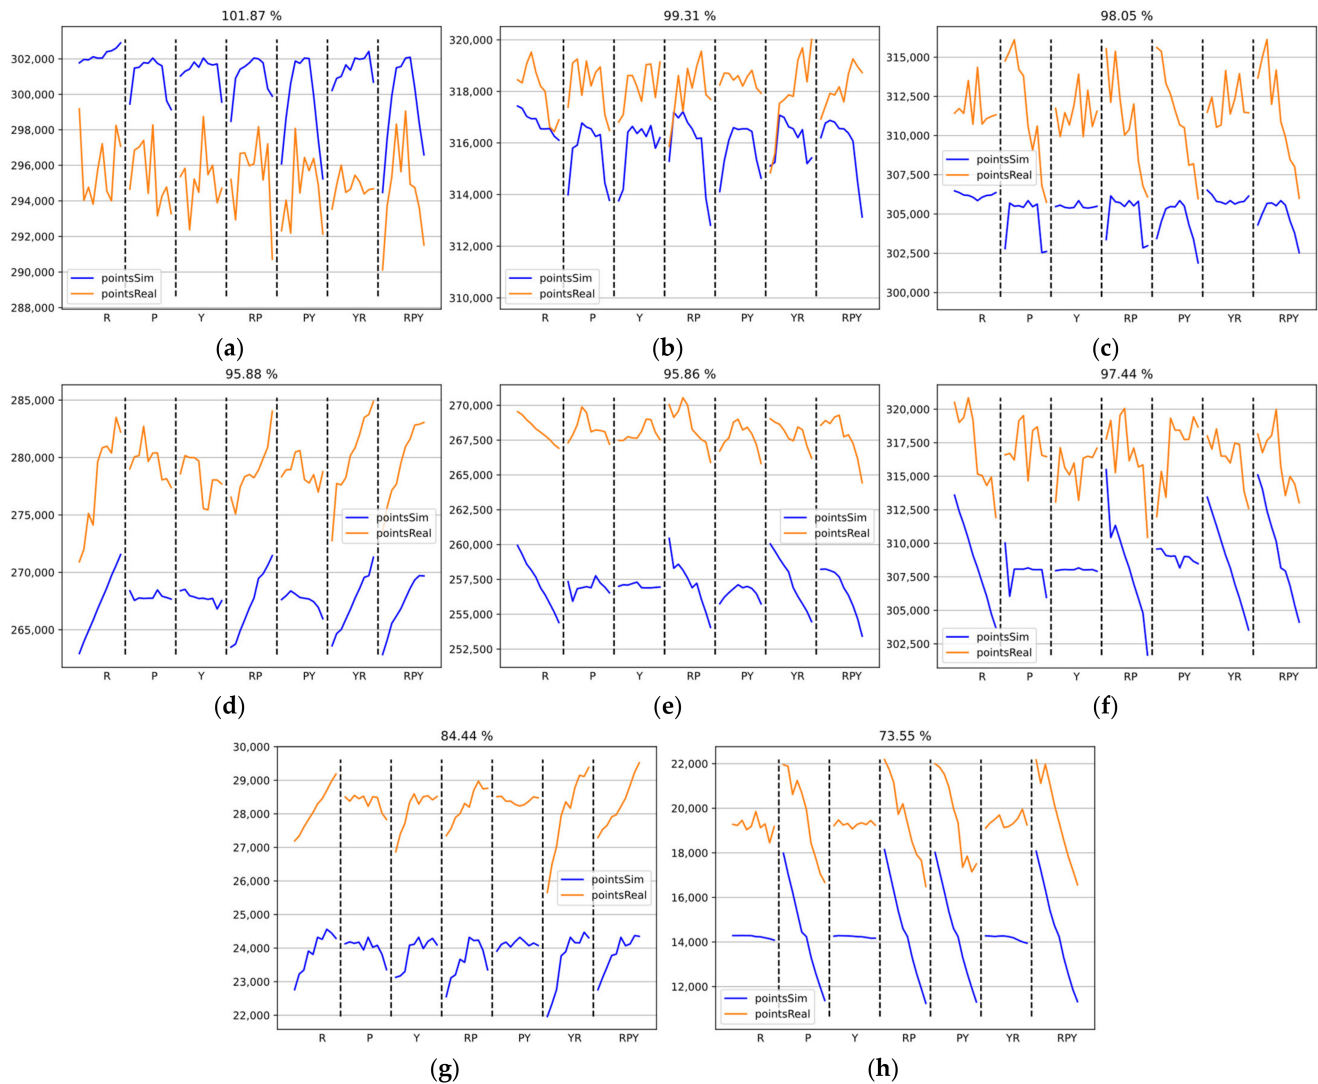 101.87 %
302,000
300,000
298,000
296,000
294,000
292,000
290,000
288,000
pointsSim
pointsReal
R P Y RP PY YR RPY
(a)
99.31 %
320,000
318,000
316,000
314,000
312,000
310,000
pointsSim
pointsReal
R P Y RP PY YR RPY
(b)
98.05 %
315,000
312,500
310,000
307,500
305,000
302,500
300,000
pointsSim
pointsReal
R P Y RP PY YR RPY
(c)
95.88 %
285,000
280,000
275,000
270,000
265,000
pointsSim
pointsReal
R P Y RP PY YR RPY
(d)
95.86 %
270,000
267,500
265,000
262,500
260,000
257,500
255,000
252,500
pointsSim
pointsReal
R P Y RP PY YR RPY
(e)
97.44 %
320,000
317,500
315,000
312,500
310,000
307,500
305,000
302,500
pointsSim
pointsReal
R P Y RP PY YR RPY
(f)
84.44 %
30,000
29,000
28,000
27,000
26,000
25,000
24,000
23,000
22,000
pointsSim
pointsReal
R P Y RP PY YR RPY
(g)
73.55 %
22,000
20,000
18,000
16,000
14,000
12,000
pointsSim
pointsReal
R P Y RP PY YR RPY
(h)